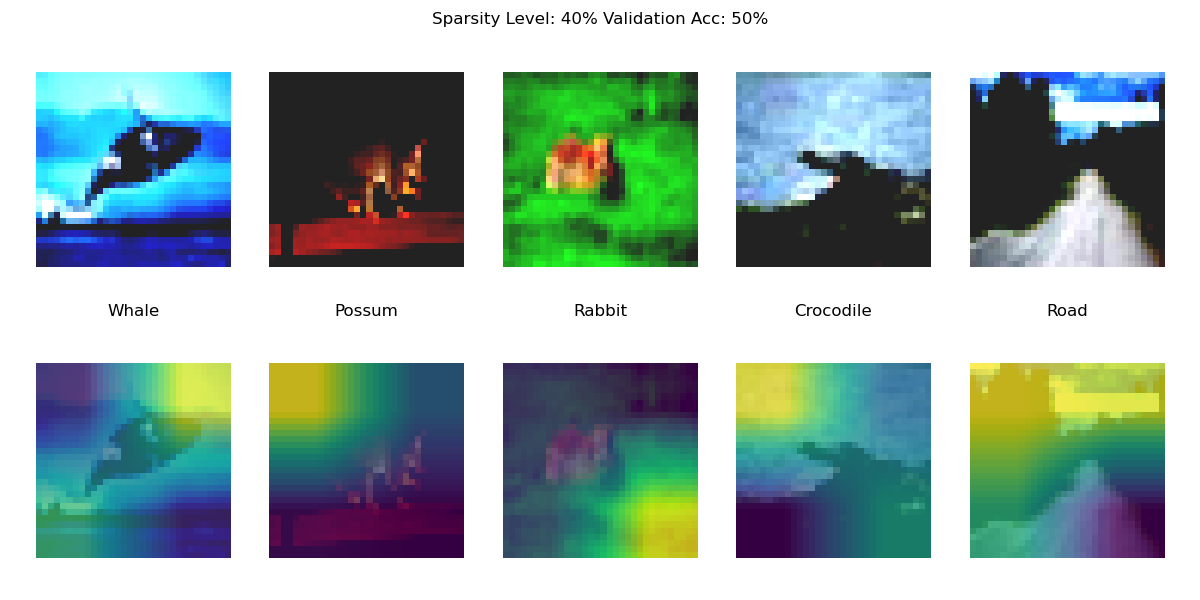 Sparsity Level: 40% Validation Acc: 50%
Whale
Possum
Rabbit
Crocodile
Road